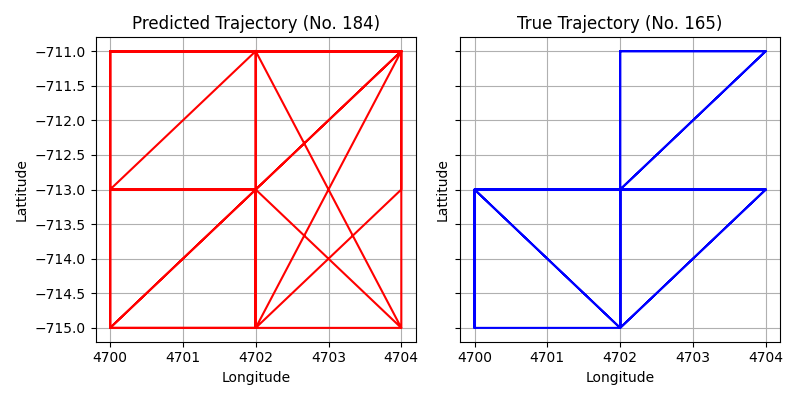 Predicted Trajectory (No. 184)
True Trajectory (No. 165)
−711.0
−711.5
−712.0
−712.5
−713.0
−713.5
−714.0
−714.5
−715.0
Lattitude
Lattitude
4700 4701 4702 4703 4704
4700 4701 4702 4703 4704
Longitude
Longitude